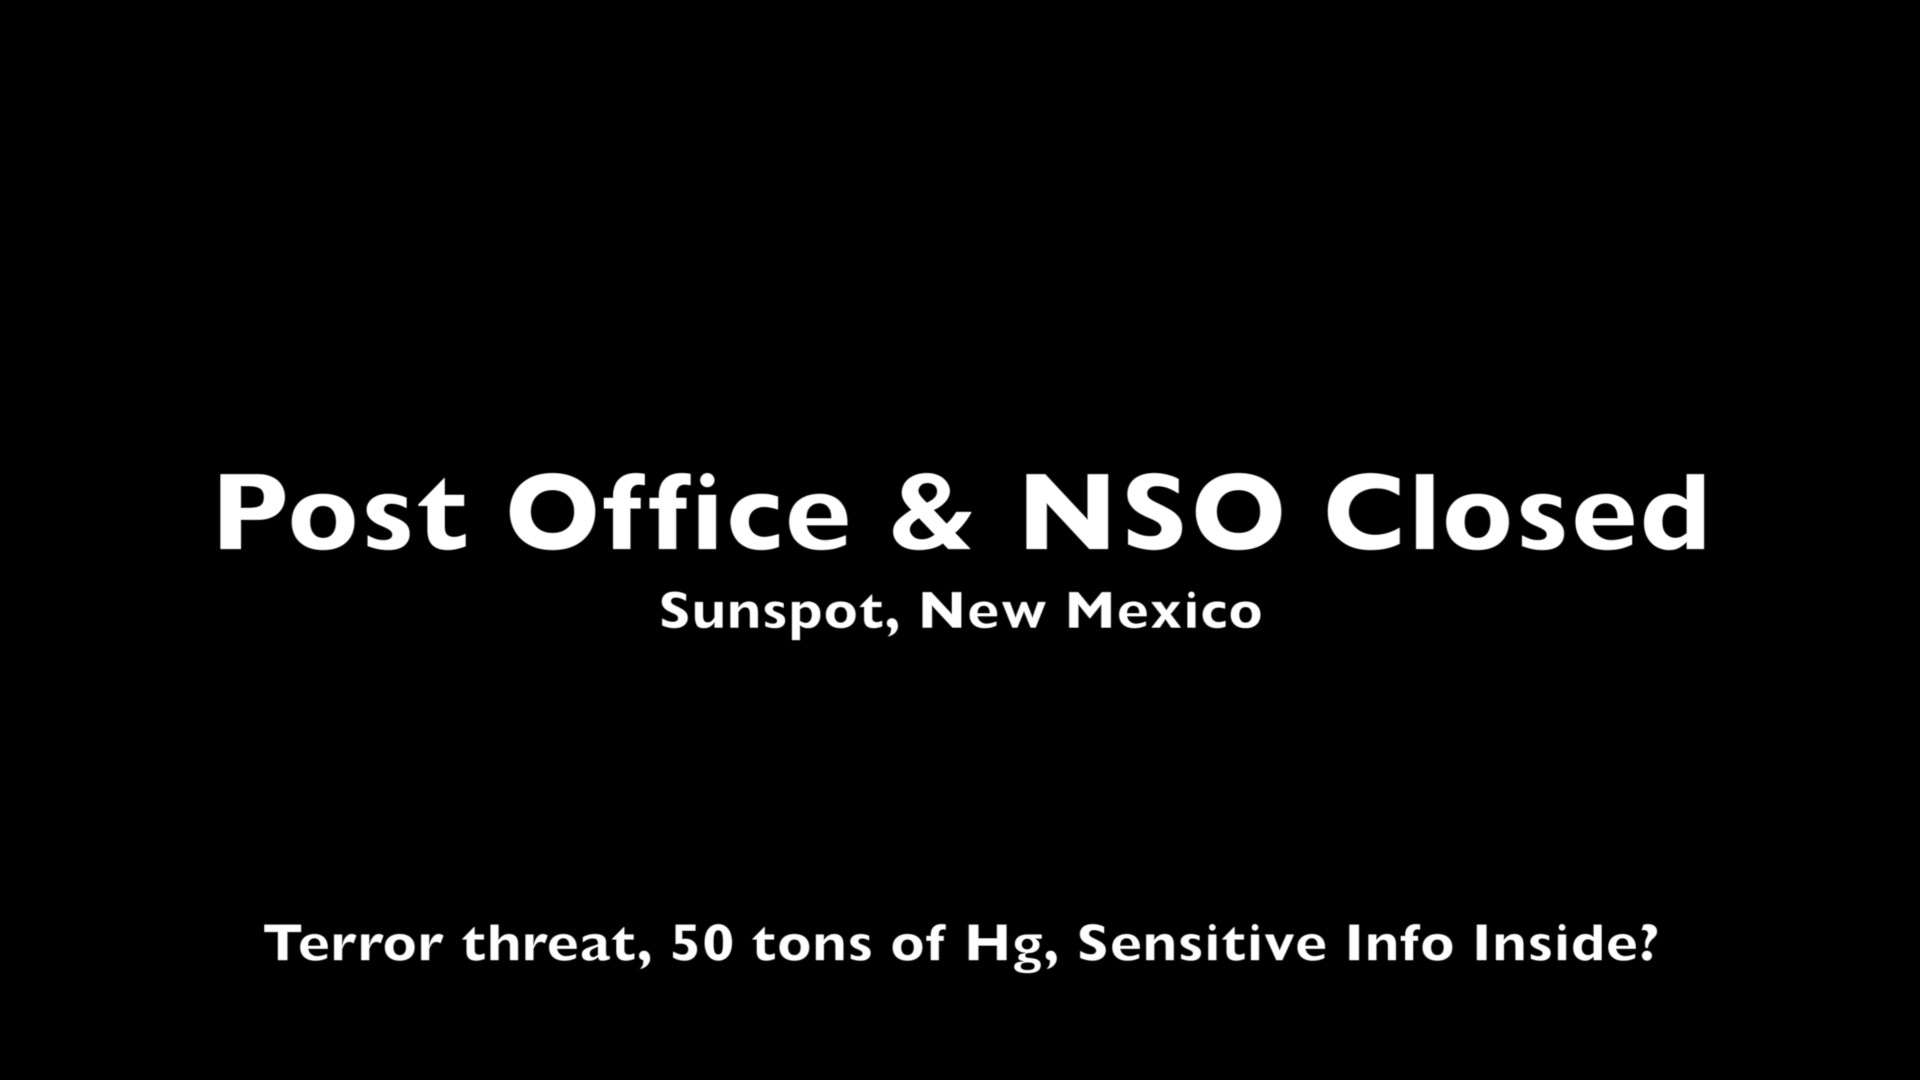 Post Office & NSO Closed
Sunspot, New Mexico
Terror threat, 50 tons of Hg, Sensitive Info Inside?